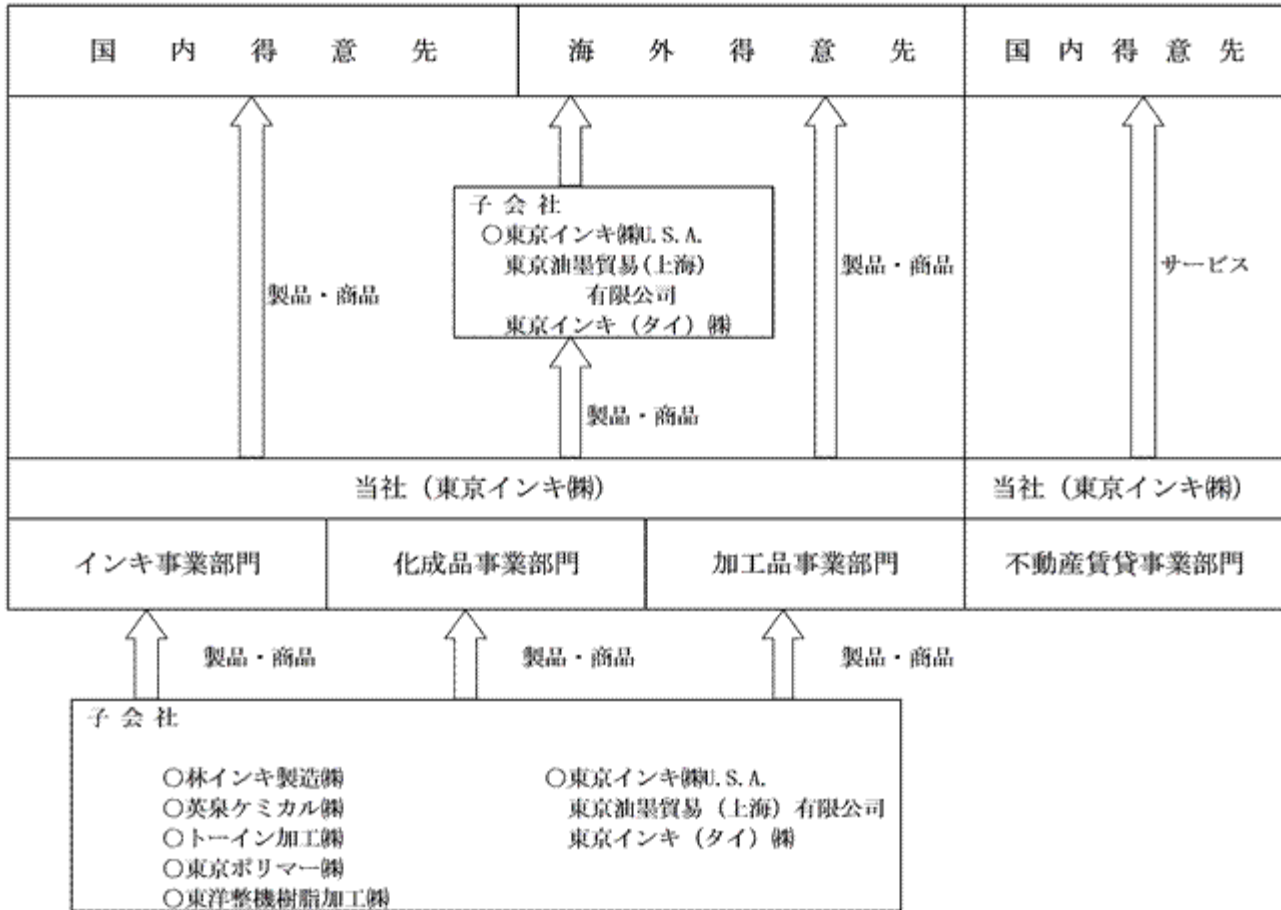 国内得意先
海外得意先
国内得意先
子会社
○東京インキ㈱U.S.A.
東京油墨貿易(上海)
有限公司
東京インキ（タイ）㈱
製品・商品
製品・商品
サービス
製品・商品
当社（東京インキ㈱）
当社（東京インキ㈱）
インキ事業部門
化成品事業部門
加工品事業部門
不動産賃貸事業部門
製品・商品
製品・商品
製品・商品
子会社
○林インキ製造㈱
○英泉ケミカル㈱
○トーイン加工㈱
○東京ポリマー㈱
○東洋整機樹脂加工㈱
○東京インキ㈱U.S.A.
東京油墨貿易（上海）有限公司
東京インキ（タイ）㈱